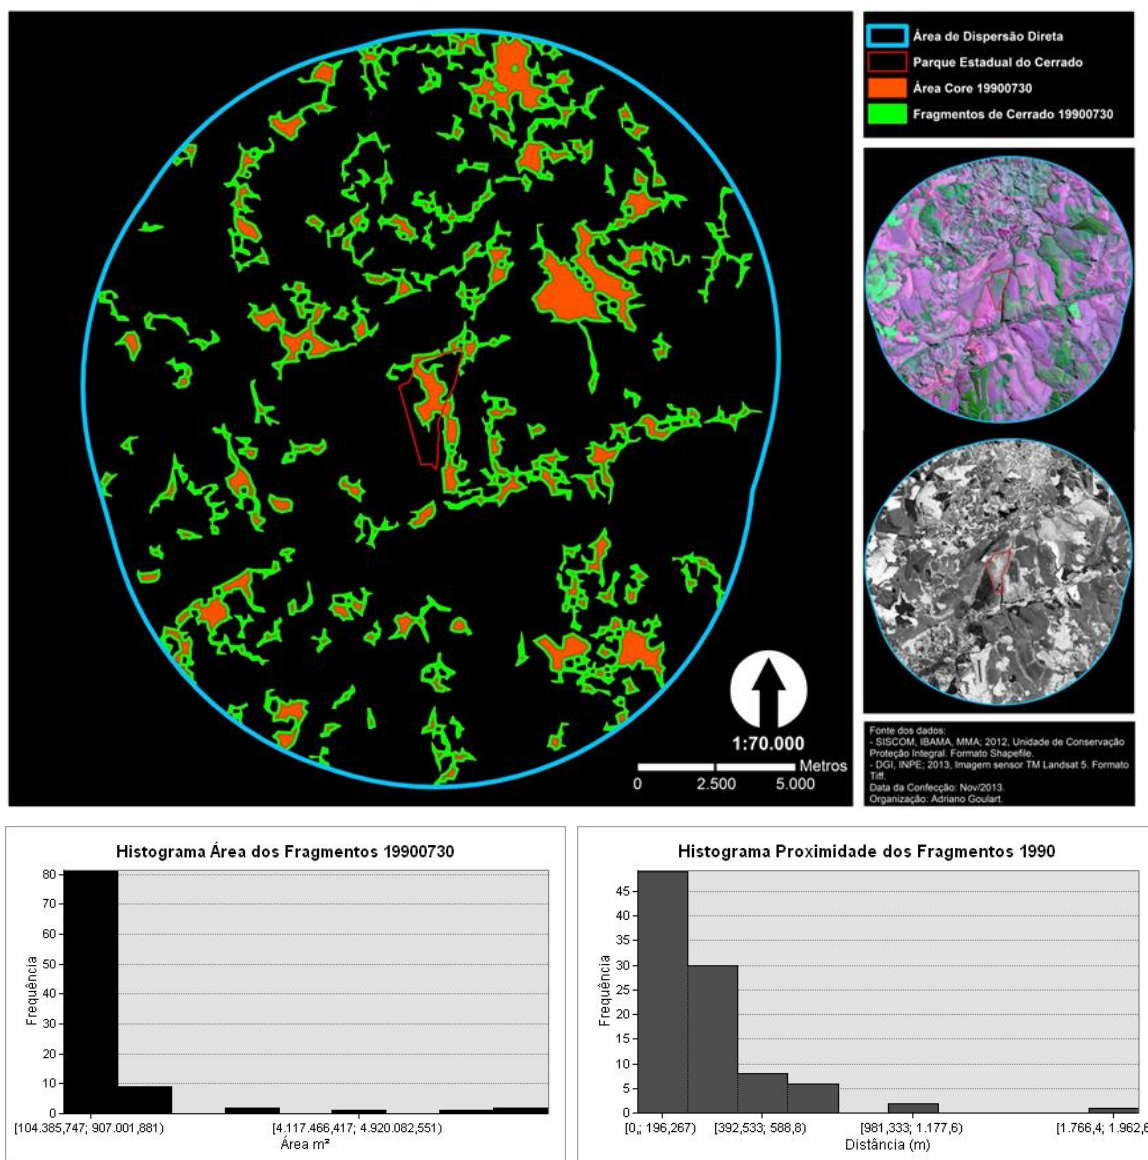 Área de Dispersão Direta
Parque Estadual do Cerrado
Área Core 19900730
Fragmentos de Cerrado 19900730
1:70.000
Metros
0 2.500 5.000
Fonte dos dados:
- SISCOM, IBAMA, MMA; 2012, Unidade de Conservação
Proteção Integral. Formato Shapefile.
- DGI, INPE; 2013, Imagem sensor TM Landsat 5. Formato
Tiff.
Data da Confecção: Nov/2013.
Organização: Adriano Goulart.
Histograma Área dos Fragmentos 19900730
80
70
60
50
40
30
20
10
0
Frequência
[104.385,747; 907.001,881) [4.117.466,417; 4.920.082,551)
Área m²
Histograma Proximidade dos Fragmentos 1990
45
40
35
30
25
20
15
10
5
0
Frequência
[0,; 196,267) [392,533; 588,8) [981,333; 1.177,6) [1.766,4; 1.962,6
Distância (m)